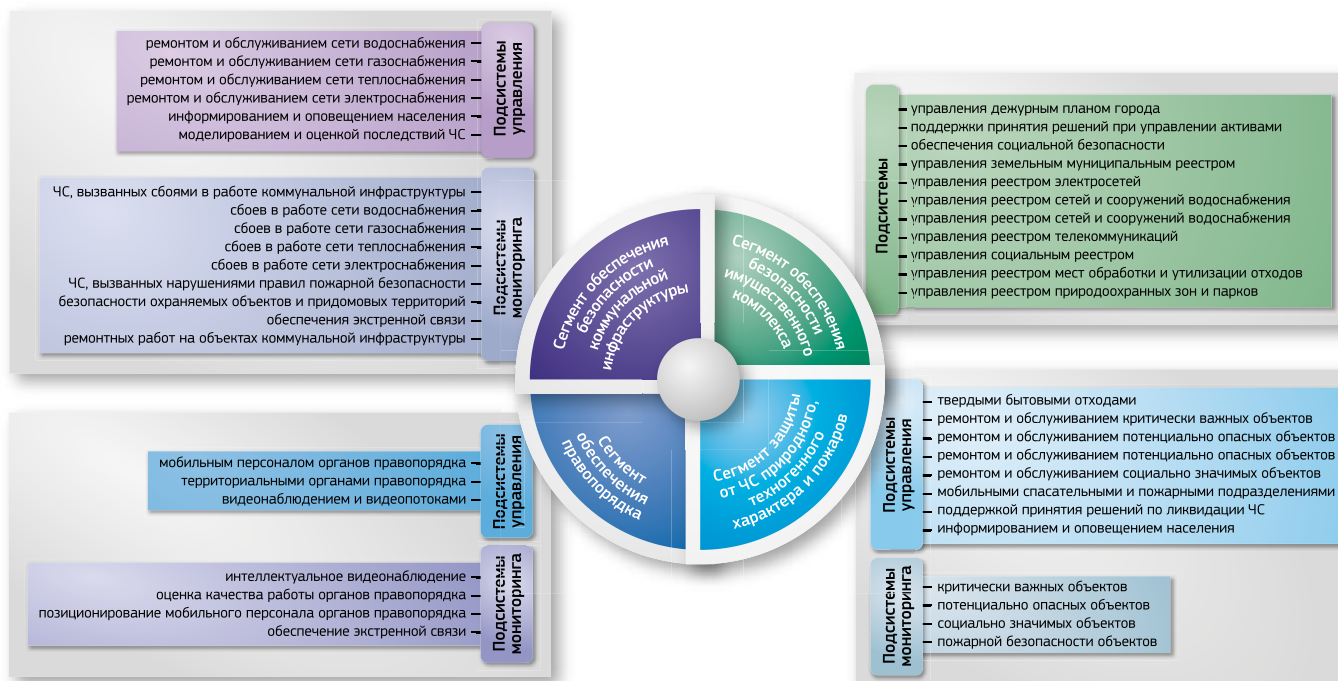 Подсистемы
управления
ремонтом и обслуживанием сети водоснабжения
ремонтом и обслуживанием сети газоснабжения
ремонтом и обслуживанием сети теплоснабжения
ремонтом и обслуживанием сети электроснабжения
информированием и оповещением населения
моделированием и оценкой последствий ЧС
Подсистемы
мониторинга
ЧС, вызванных сбоями в работе коммунальной инфраструктуры
сбоев в работе сети водоснабжения
сбоев в работе сети газоснабжения
сбоев в работе сети теплоснабжения
сбоев в работе сети электроснабжения
ЧС, вызванных нарушениями правил пожарной безопасности
безопасности охраняемых объектов и придомовых территорий
обеспечения экстренной связи
ремонтных работ на объектах коммунальной инфраструктуры
Подсистемы
управления
мобильным персоналом органов правопорядка
территориальными органами правопорядка
видеонаблюдением и видеопотоками
Подсистемы
мониторинга
интеллектуальное видеонаблюдение
оценка качества работы органов правопорядка
позиционирование мобильного персонала органов правопорядка
обеспечение экстренной связи
Сегмент обеспечения
безопасности
коммунальной
инфраструктуры
Сегмент обеспечения
безопасности
имущественного
комплекса
Сегмент
обеспечения
правопорядка
Сегмент защиты
от ЧС природного,
техногенного
характера и пожаров
Подсистемы
управления дежурным планом города
поддержки принятия решений при управлении активами
обеспечения социальной безопасности
управления земельным муниципальным реестром
управления реестром электросетей
управления реестром сетей и сооружений водоснабжения
управления реестром сетей и сооружений водоснабжения
управления реестром телекоммуникаций
управления социальным реестром
управления реестром мест обработки и утилизации отходов
управления реестром природоохранных зон и парков
Подсистемы
управления
твердыми бытовыми отходами
ремонтом и обслуживанием критически важных объектов
ремонтом и обслуживанием потенциально опасных объектов
ремонтом и обслуживанием потенциально опасных объектов
ремонтом и обслуживанием социально значимых объектов
мобильными спасательными и пожарными подразделениями
поддержкой принятия решений по ликвидации ЧС
информированием и оповещением населения
Подсистемы
мониторинга
критически важных объектов
потенциально опасных объектов
социально значимых объектов
пожарной безопасности объектов